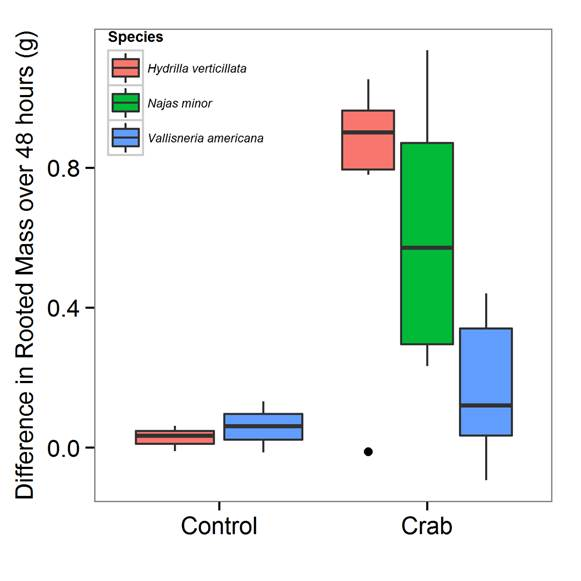 Difference in Rooted Mass over 48 hours (g)
Species
Hydrilla verticillata
Najas minor
Vallisneria americana
0.8
0.4
0.0
Control Crab